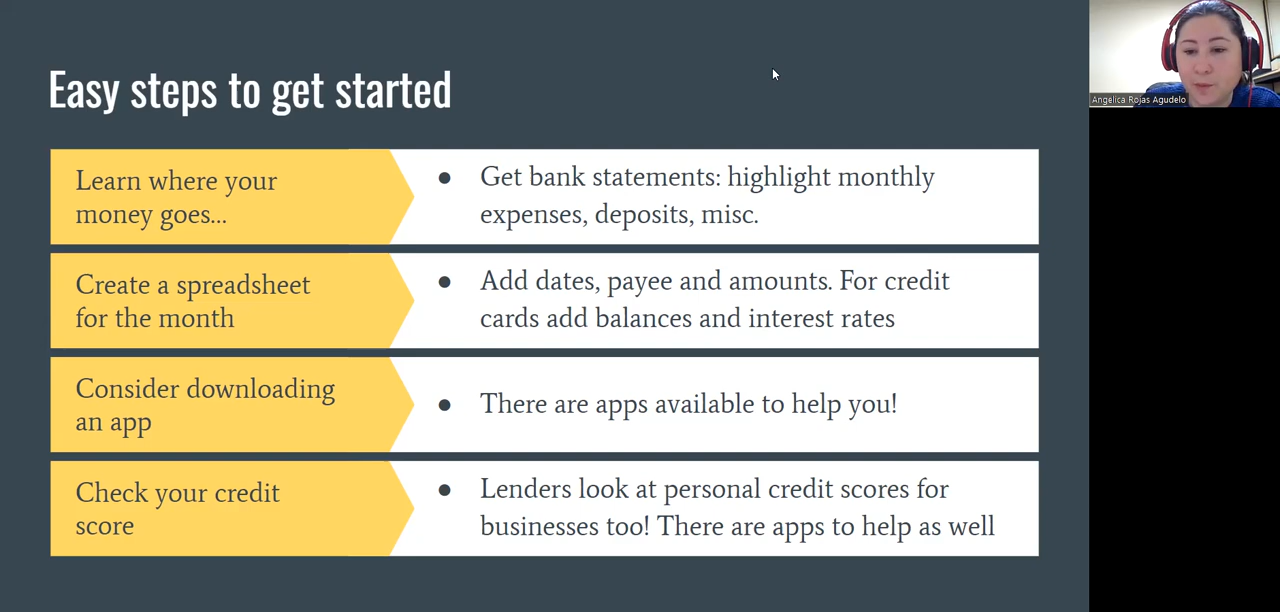 Easy steps to get started
Learn where your
money goes...
● Get bank statements: highlight monthly
expenses, deposits, misc.
Create a spreadsheet
for the month
● Add dates, payee and amounts. For credit
cards add balances and interest rates
Consider downloading
an app
● There are apps available to help you!
Check your credit
score
● Lenders look at personal credit scores for
businesses too! There are apps to help as well
Angelica Rojas Agudelo